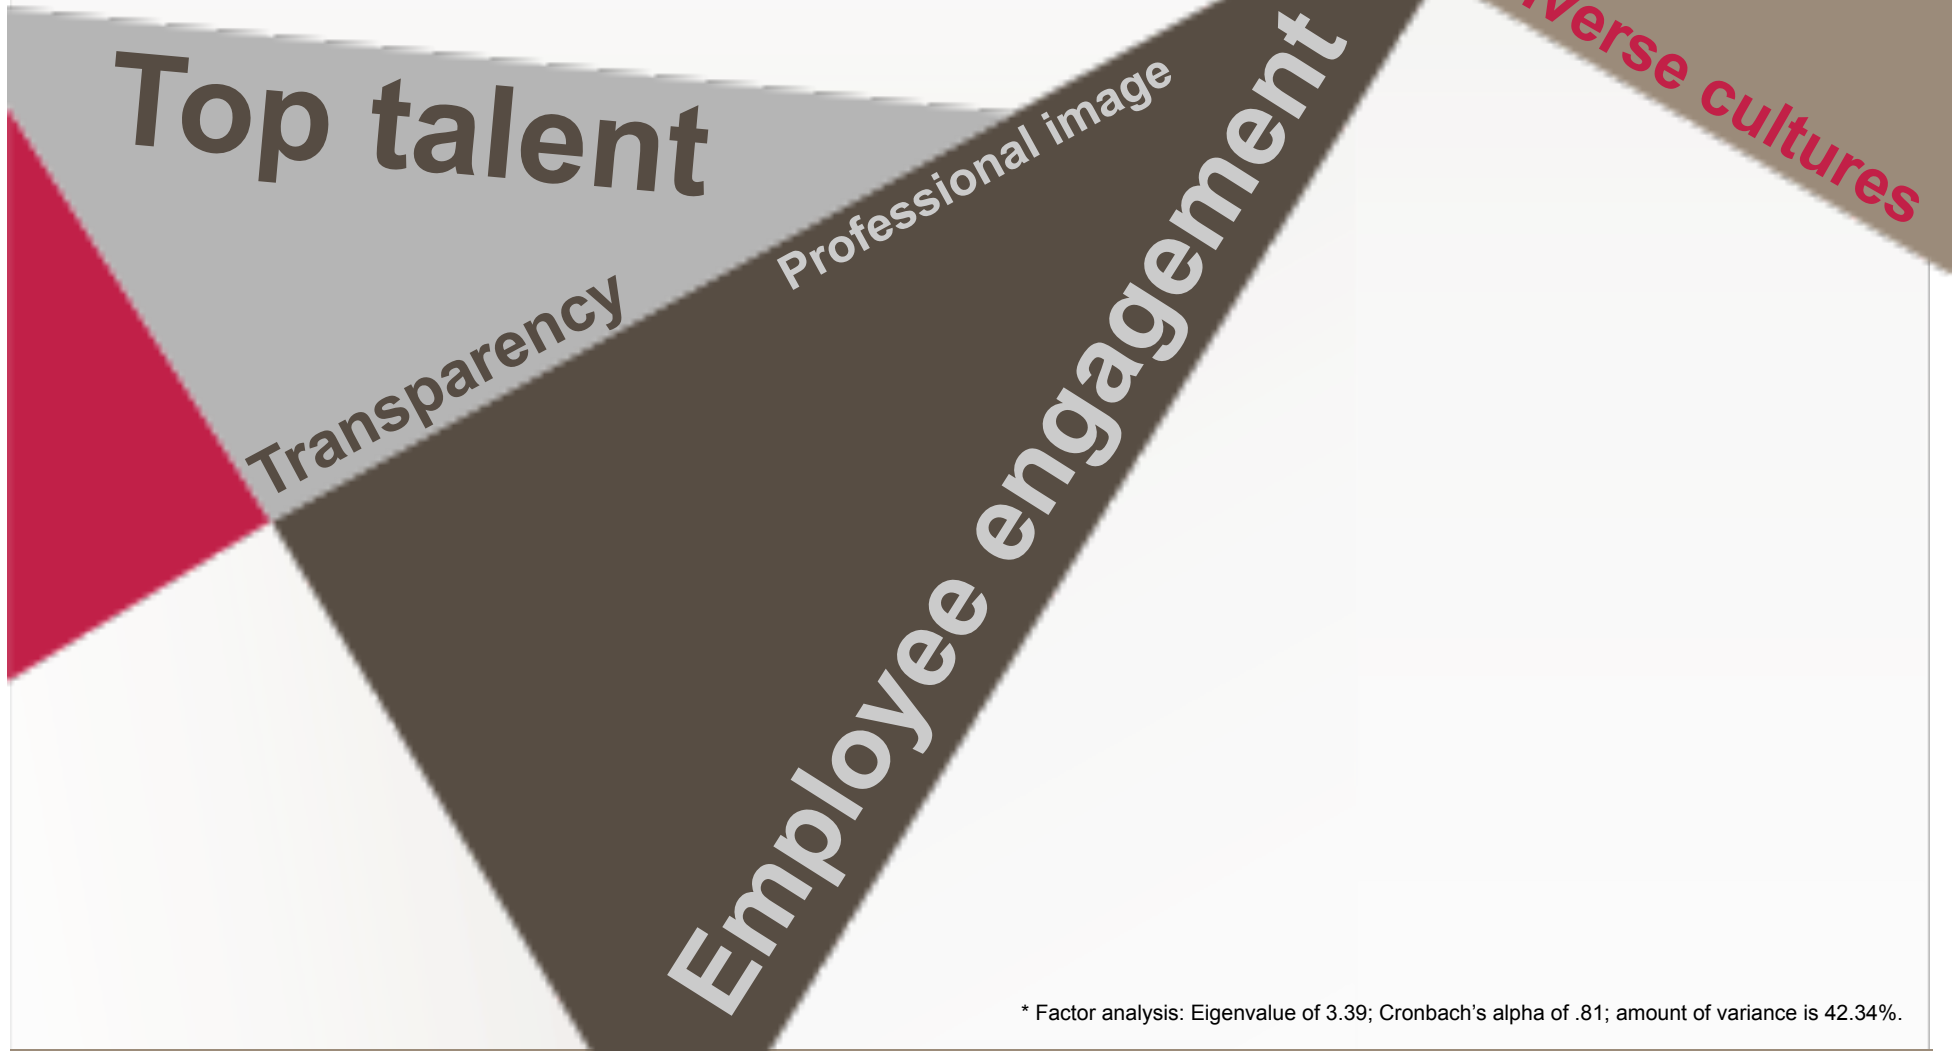 Top talent
Professional image
verse cultures
Transparency
Employee engagement
* Factor analysis: Eigenvalue of 3.39; Cronbach’s alpha of .81; amount of variance is 42.34%.